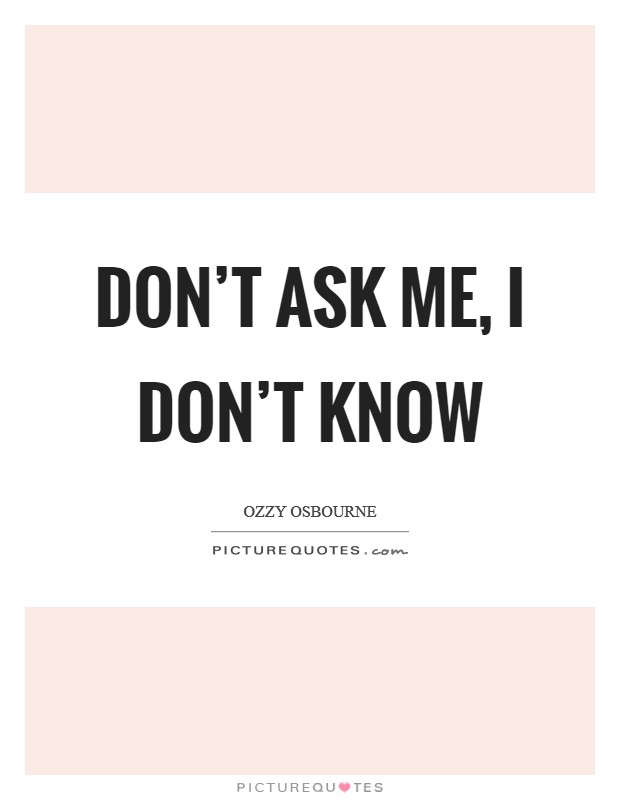 DON’T ASK ME, I
DON’T KNOW
OZZY OSBOURNE
PICTUREQUOTES.com
PICTUREQUOTES